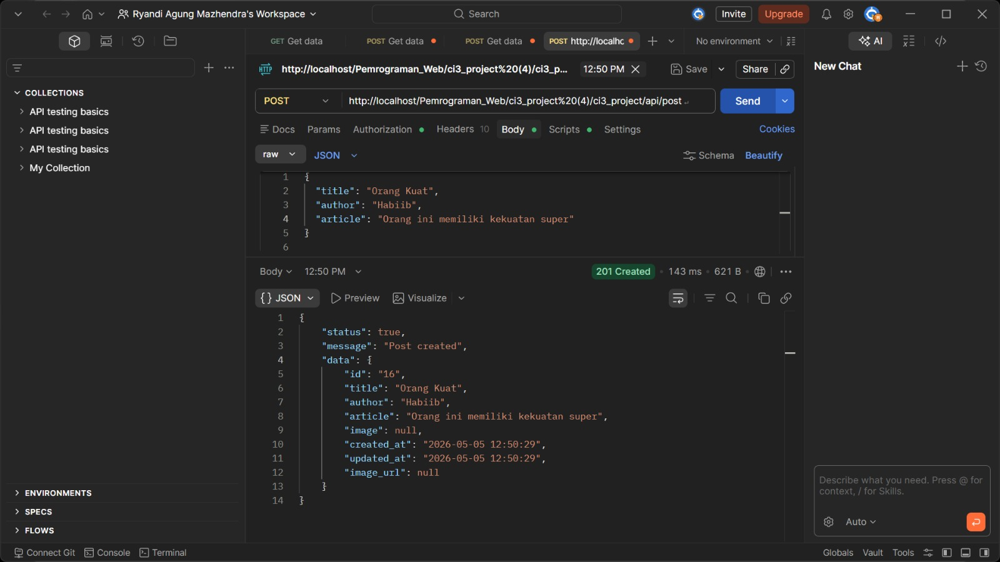 Ryandi Agung Mazhendra's Workspace
Search
Invite
Upgrade
GET Get data
POST Get data
POST Get data
POST http://localhc
No environment
AI
http://localhost/Pemrograman_Web/ci3_project%20(4)/ci3_p...
12:50 PM
Save
Share
New Chat
COLLECTIONS
API testing basics
API testing basics
API testing basics
My Collection
POST
http://localhost/Pemrograman_Web/ci3_project%20(4)/ci3_project/api/post
Send
Docs
Params
Authorization
Headers 10
Body
Scripts
Settings
Cookies
raw
JSON
Schema
Beautify
1 {
2 "title": "Orang Kuat",
3 "author": "Habiib",
4 "article": "Orang ini memiliki kekuatan super"
5 }
6
Body
12:50 PM
201 Created
143 ms
621 B
{} JSON
Preview
Visualize
1 {
2 "status": true,
3 "message": "Post created",
4 "data": {
5 "id": "16",
6 "title": "Orang Kuat",
7 "author": "Habiib",
8 "article": "Orang ini memiliki kekuatan super",
9 "image": null,
10 "created_at": "2026-05-05 12:50:29",
11 "updated_at": "2026-05-05 12:50:29",
12 "image_url": null
13 }
14 }
ENVIRONMENTS
SPECS
FLOWS
Describe what you need. Press @ for
context, / for Skills.
Auto
Connect Git
Console
Terminal
Globals
Vault
Tools